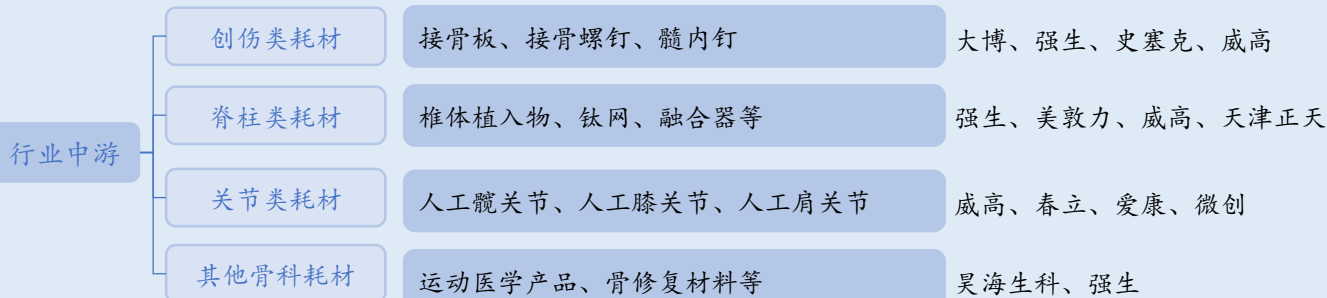 创伤类耗材 接骨板、接骨螺钉、髓内钉 大博、强生、史塞克、威高
脊柱类耗材 椎体植入物、钛网、融合器等 强生、美敦力、威高、天津正天
行业中游
关节类耗材 人工髋关节、人工膝关节、人工肩关节 威高、春立、爱康、微创
其他骨科耗材 运动医学产品、骨修复材料等 昊海生科、强生